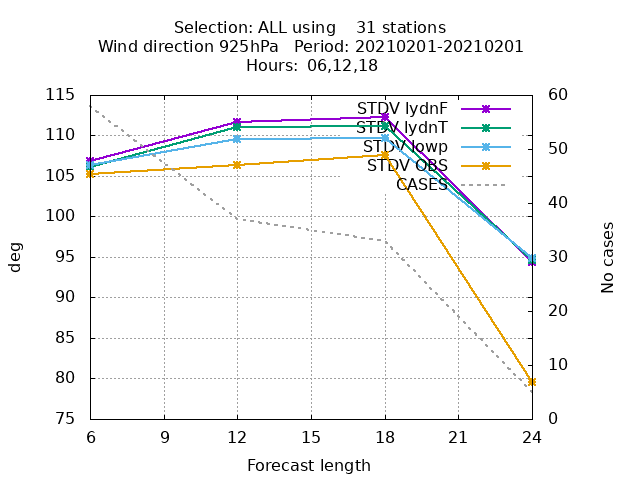 Selection: ALL using 31 stations
Wind direction 925hPa Period: 20210201-20210201
Hours: 06,12,18
115
110
105
100
95
90
85
80
75
60
50
40
30
20
10
0
STDV lydnF
STDV lydnT
STDV lowp
STDV OBS
CASES
deg
No cases
6 9 12 15 18 21 24
Forecast length